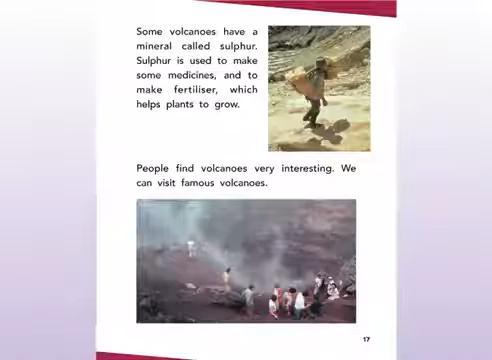 Some volcanoes have a
mineral called sulphur.
Sulphur is used to make
some medicines, and to
make fertiliser, which
helps plants to grow.
People find volcanoes very interesting. We
can visit famous volcanoes.
17